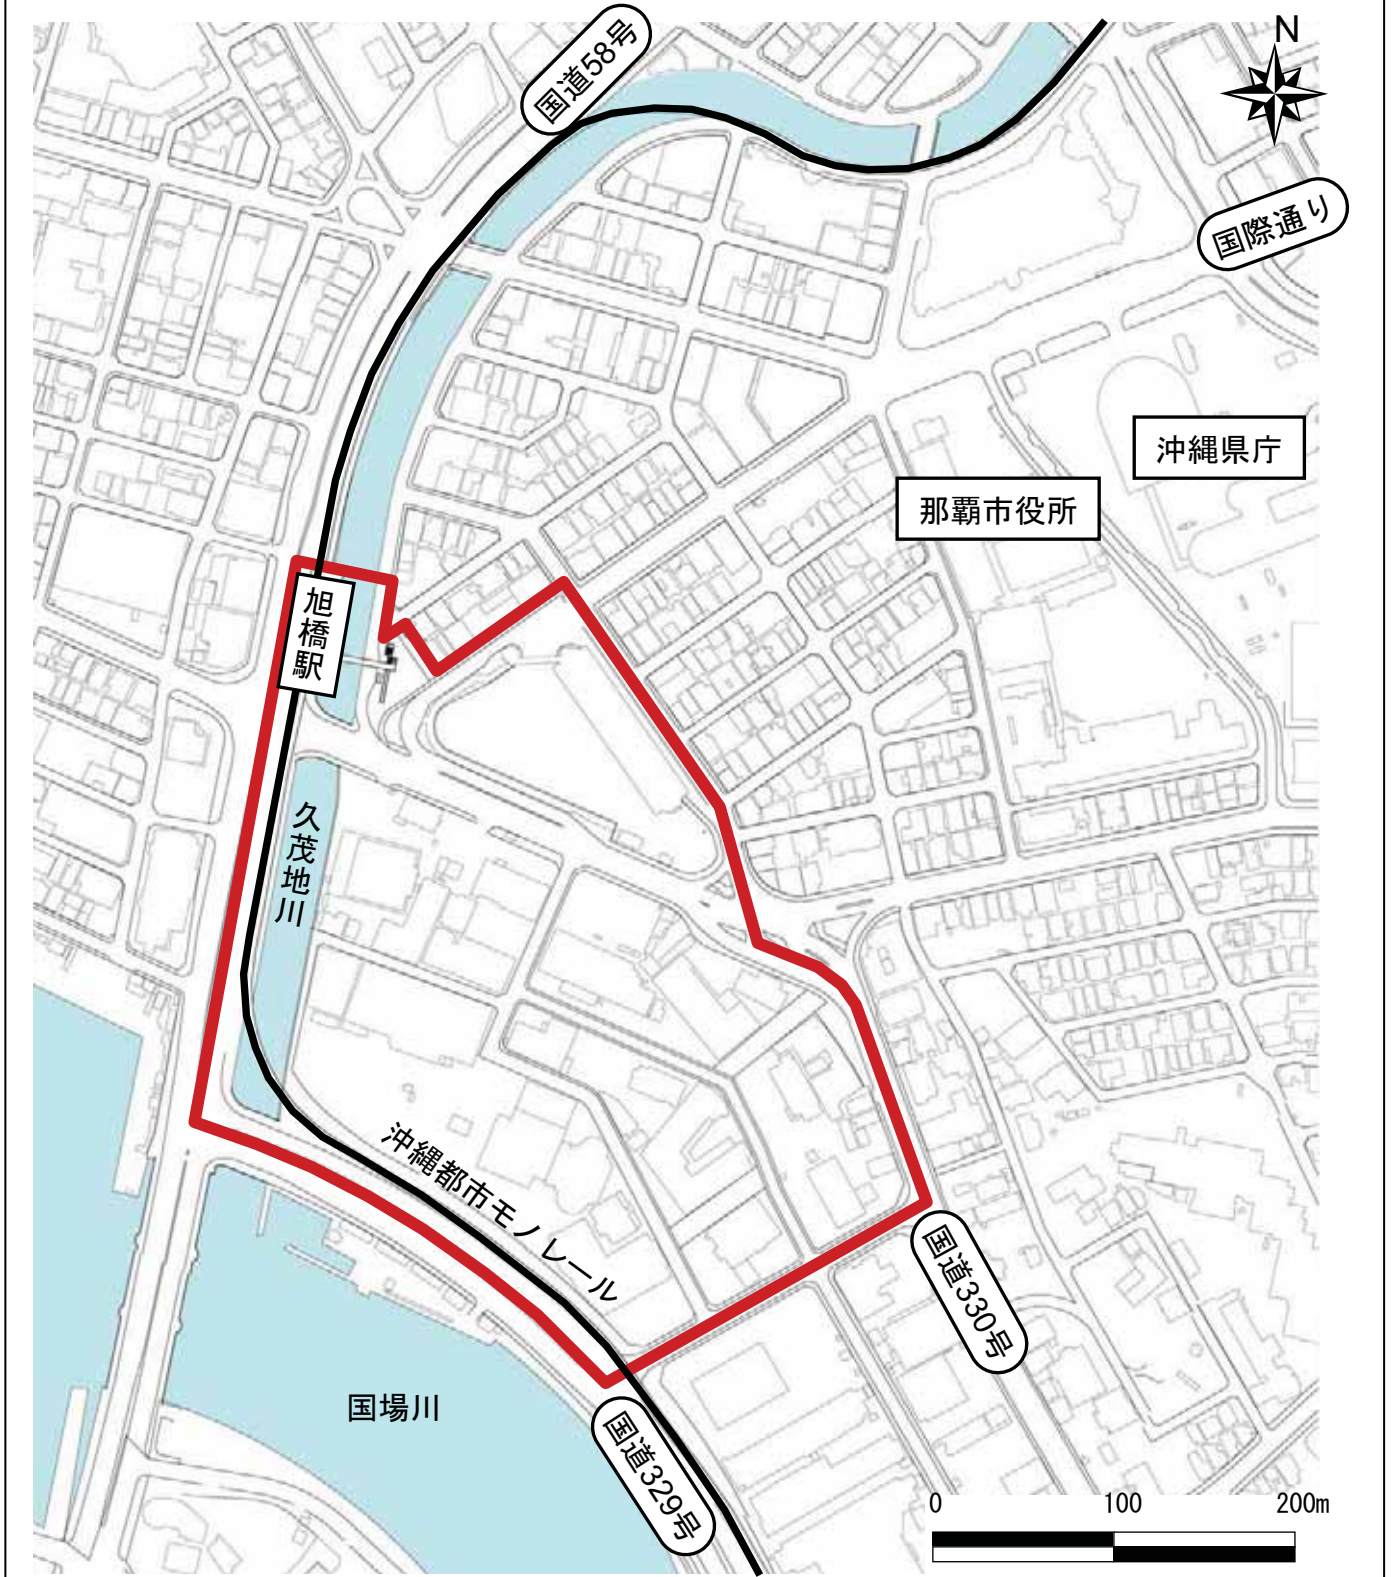 国道58号
N
国際通り
沖縄県庁
那覇市役所
旭橋駅
久茂地川
沖縄都市モノレール
国道330号
国場川
国道329号
0 100 200m